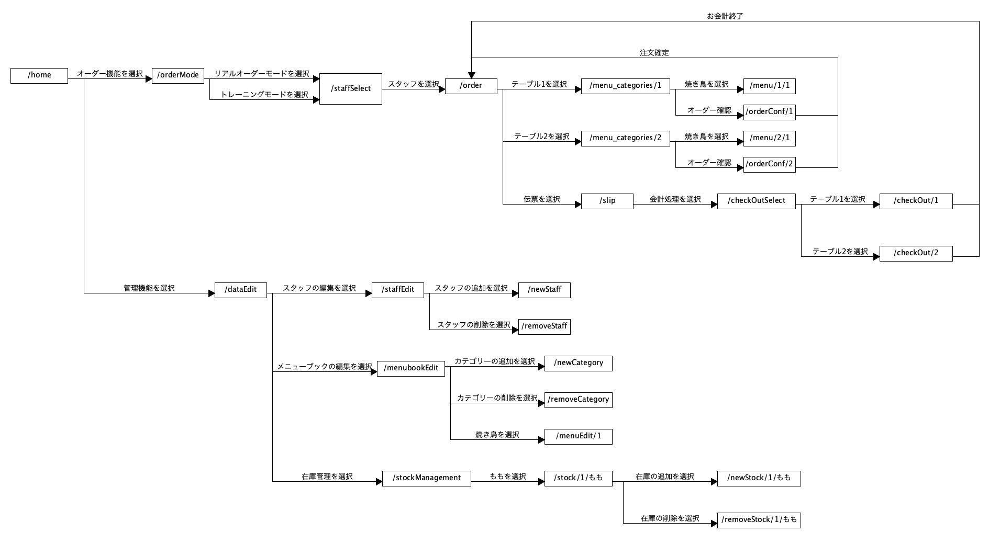 お会計終了
注文確定
/home
オーダー機能を選択
/orderMode
リアルオーダーモードを選択
トレーニングモードを選択
/staffSelect
スタッフを選択
/order
テーブル1を選択
/menu_categories/1
焼き鳥を選択
/menu/1/1
オーダー確認
/orderConf/1
テーブル2を選択
/menu_categories/2
焼き鳥を選択
/menu/2/1
オーダー確認
/orderConf/2
伝票を選択
/slip
会計処理を選択
/checkOutSelect
テーブル1を選択
/checkOut/1
テーブル2を選択
/checkOut/2
管理機能を選択
/dataEdit
スタッフの編集を選択
/staffEdit
スタッフの追加を選択
/newStaff
スタッフの削除を選択
/removeStaff
メニューブックの編集を選択
/menubookEdit
カテゴリーの追加を選択
/newCategory
カテゴリーの削除を選択
/removeCategory
焼き鳥を選択
/menuEdit/1
在庫管理を選択
/stockManagement
ももを選択
/stock/1/もも
在庫の追加を選択
/newStock/1/もも
在庫の削除を選択
/removeStock/1/もも